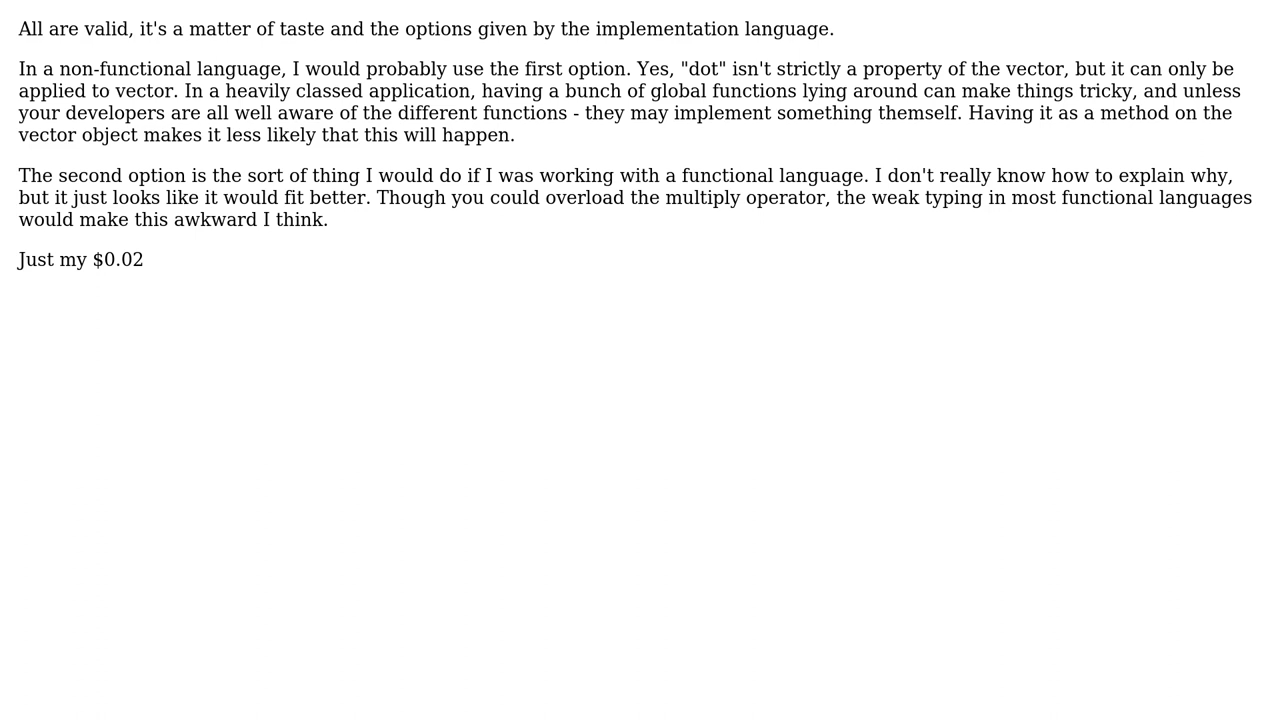 All are valid, it's a matter of taste and the options given by the implementation language.
In a non-functional language, I would probably use the first option. Yes, "dot" isn't strictly a property of the vector, but it can only be
applied to vector. In a heavily classed application, having a bunch of global functions lying around can make things tricky, and unless
your developers are all well aware of the different functions - they may implement something themself. Having it as a method on the
vector object makes it less likely that this will happen.
The second option is the sort of thing I would do if I was working with a functional language. I don't really know how to explain why,
but it just looks like it would fit better. Though you could overload the multiply operator, the weak typing in most functional languages
would make this awkward I think.
Just my $0.02